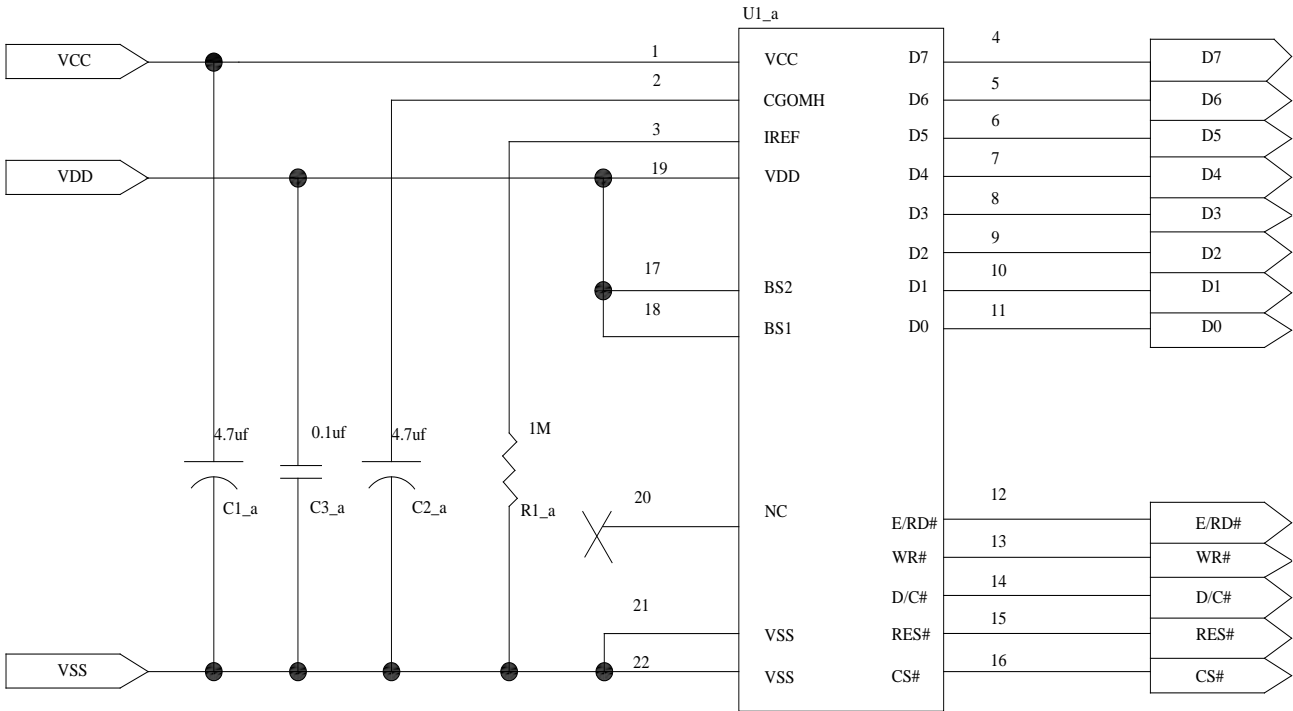 U1_a
VCC 1 VCC D7 4 D7
2 CGOMH D6 5 D6
3 IREF D5 6 D5
VDD 19 VDD D4 7 D4
D3 8 D3
D2 9 D2
17 BS2 D1 10 D1
18 BS1 D0 11 D0
4.7uf 0.1uf 4.7uf 1M
C1_a C3_a C2_a R1_a
20 NC E/RD# 12 E/RD#
WR# 13 WR#
D/C# 14 D/C#
21 VSS RES# 15 RES#
VSS 22 VSS CS# 16 CS#